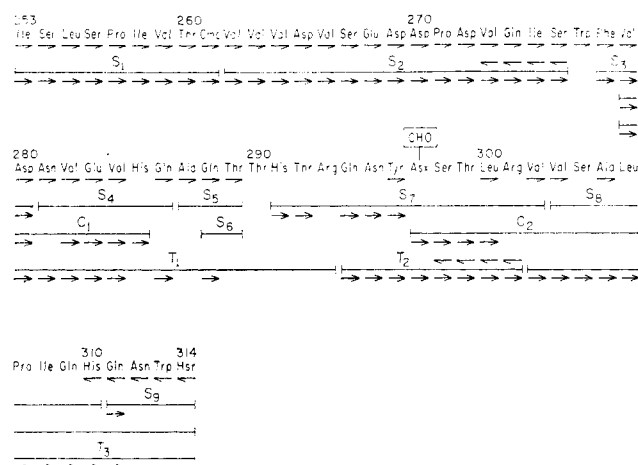 253 260 270
Ile Ser Leu Ser Pro Ile Val Thr Cmc Val Val Val Asp Val Ser Glu Asp Asp Pro Asp Val Gln Ile Ser Trp Phe Val
S1 S2 S3
CHO
280 290 300
Asp Asn Val Glu Val His Gln Ala Gln Thr Thr His Thr Arg Gln Asn Tyr Asx Ser Thr Leu Arg Val Val Ser Ala Leu
S4 S5 S7 S8
C1 S6 C2
T1 T2
310 314
Pro Ile Gln His Gln Asn Trp Hsr
S9
T3